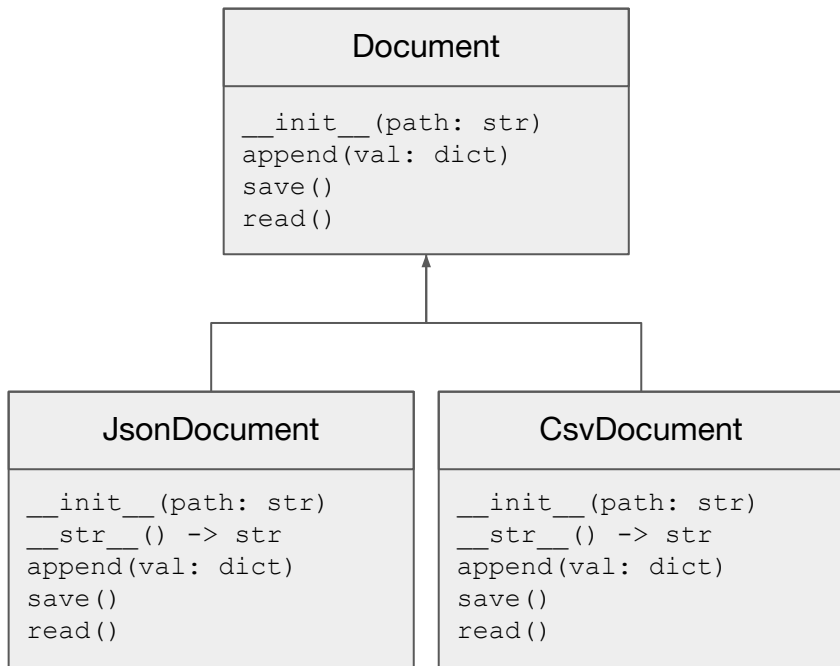 Document
__init__(path: str)
append(val: dict)
save()
read()
JsonDocument
__init__(path: str)
__str__() -> str
append(val: dict)
save()
read()
CsvDocument
__init__(path: str)
__str__() -> str
append(val: dict)
save()
read()